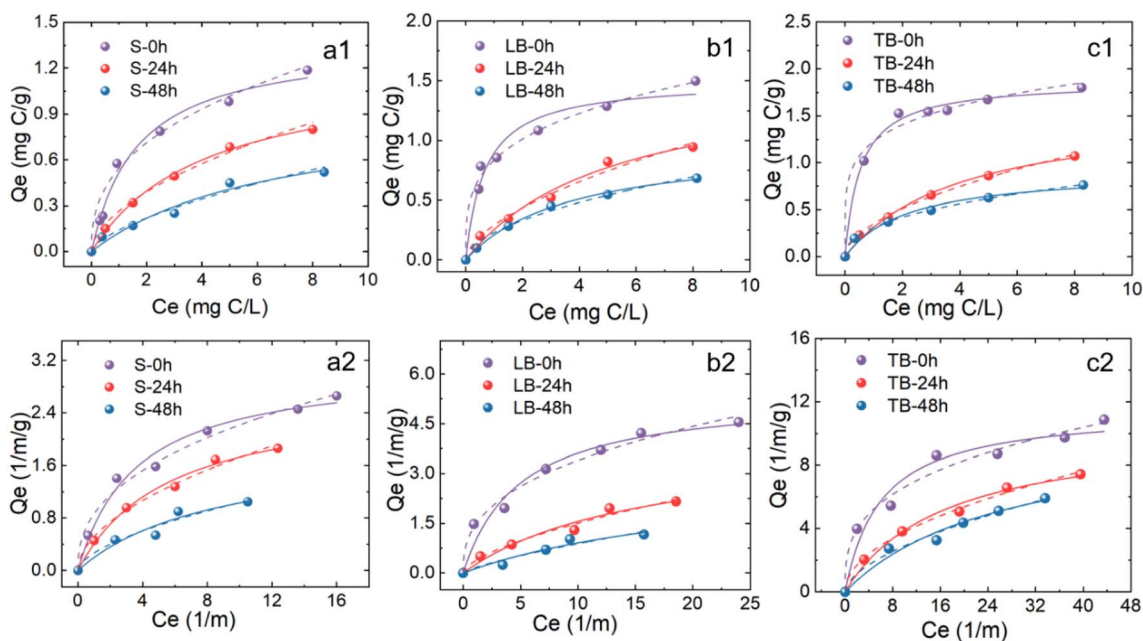 a1
S-0h
S-24h
S-48h
Qe (mg C/g)
1.5
1.2
0.9
0.6
0.3
0.0
0 2 4 6 8 10
Ce (mg C/L)
b1
LB-0h
LB-24h
LB-48h
Qe (mg C/g)
2.0
1.5
1.0
0.5
0.0
0 2 4 6 8 10
Ce (mg C/L)
c1
TB-0h
TB-24h
TB-48h
Qe (mg C/g)
2.5
2.0
1.5
1.0
0.5
0.0
0 2 4 6 8 10
Ce (mg C/L)
a2
S-0h
S-24h
S-48h
Qe (1/m/g)
3.2
2.4
1.6
0.8
0.0
0 4 8 12 16
Ce (1/m)
b2
LB-0h
LB-24h
LB-48h
Qe (1/m/g)
6.0
4.5
3.0
1.5
0.0
0 5 10 15 20 25
Ce (1/m)
c2
TB-0h
TB-24h
TB-48h
Qe (1/m/g)
16
12
8
4
0
0 8 16 24 32 40 48
Ce (1/m)